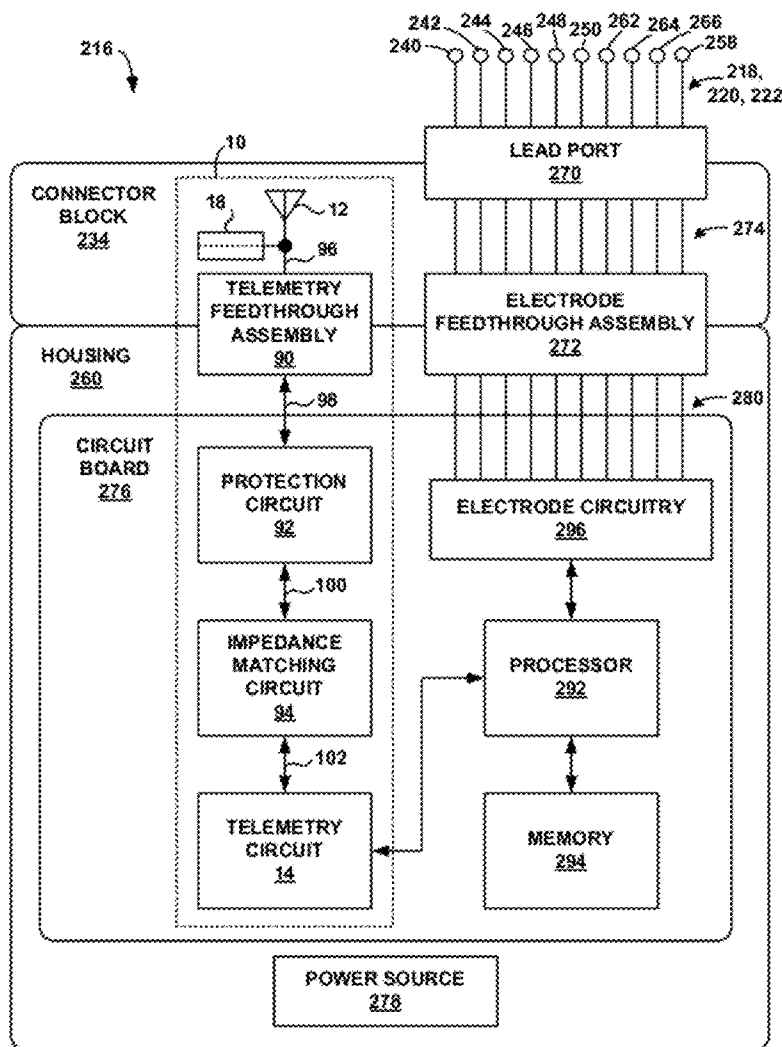 216
240
242
244
246
248
250
262
264
266
258
218,
220, 222
LEAD PORT
270
10
CONNECTOR
BLOCK
234
18
12
96
274
TELEMETRY
FEEDTHROUGH
ASSEMBLY
90
ELECTRODE
FEEDTHROUGH ASSEMBLY
272
HOUSING
260
98
280
CIRCUIT
BOARD
276
PROTECTION
CIRCUIT
92
ELECTRODE CIRCUITRY
296
100
IMPEDANCE
MATCHING
CIRCUIT
94
PROCESSOR
292
102
TELEMETRY
CIRCUIT
14
MEMORY
294
POWER SOURCE
278